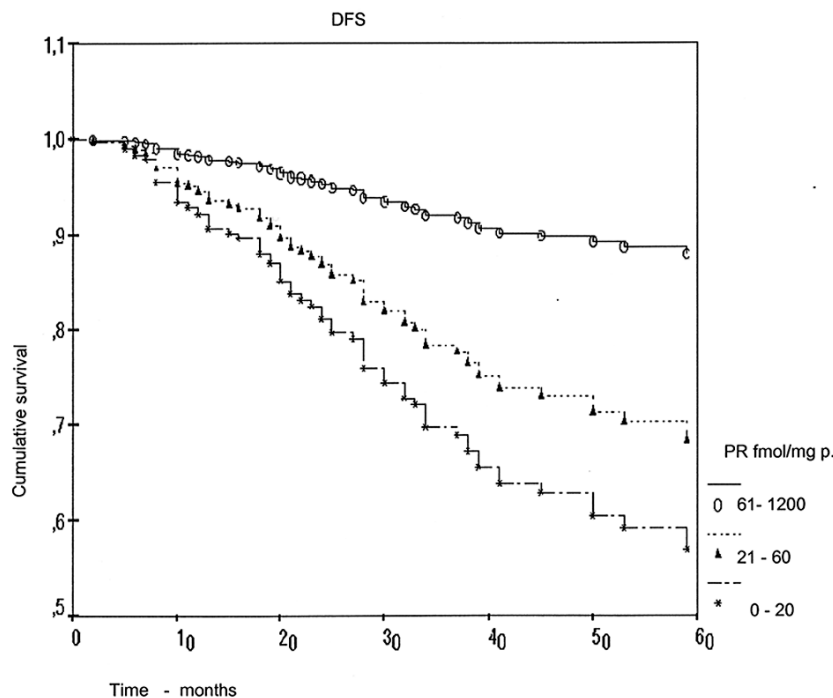 DFS
1,1
1,0
,9
,8
,7
,6
,5
Cumulative survival
0 10 20 30 40 50 60
Time - months
PR fmol/mg p.
61- 1200
21 - 60
0 - 20